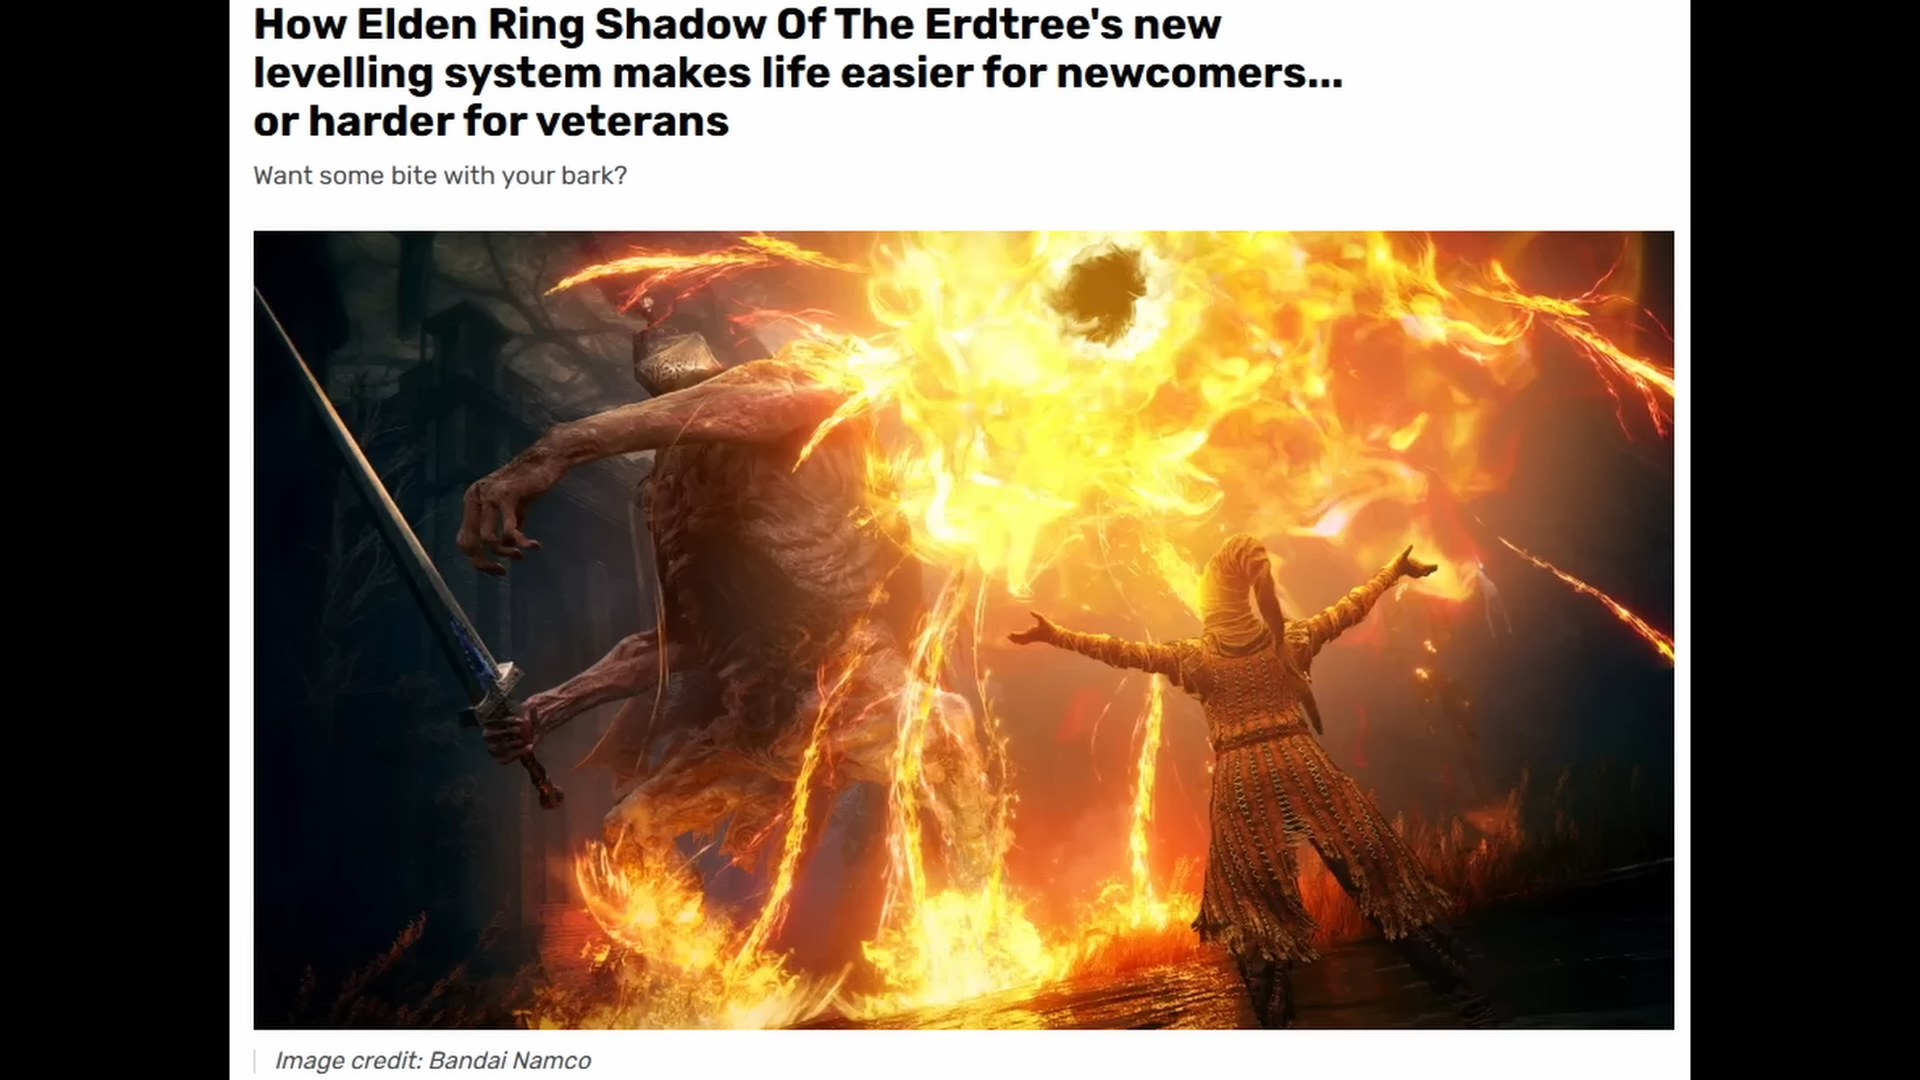 How Elden Ring Shadow Of The Erdtree's new
levelling system makes life easier for newcomers...
or harder for veterans
Want some bite with your bark?
Image credit: Bandai Namco